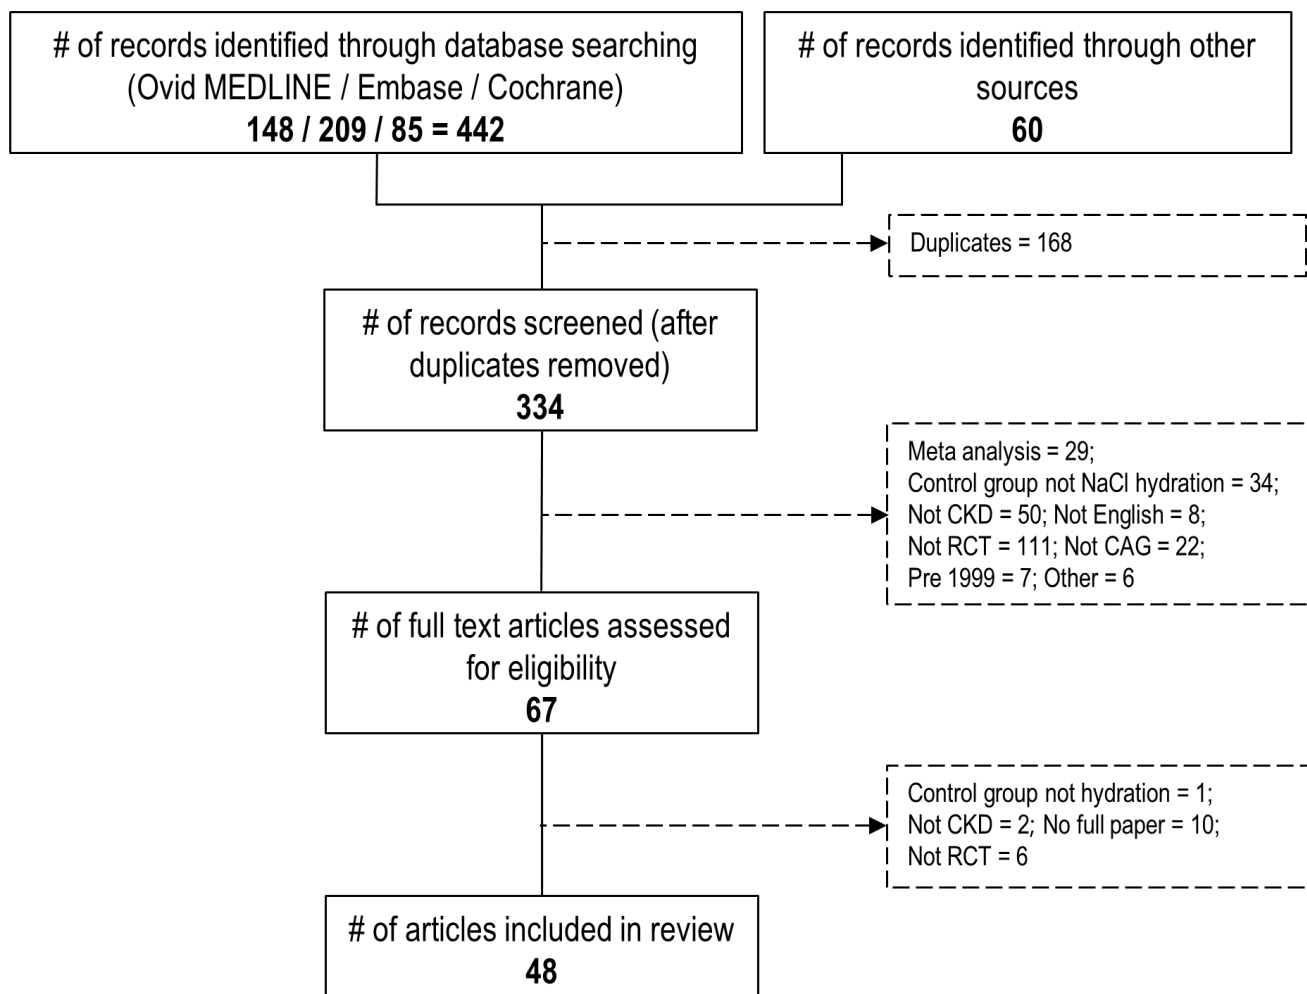 # of records identified through database searching
(Ovid MEDLINE / Embase / Cochrane)
148 / 209 / 85 = 442
# of records identified through other
sources
60
Duplicates = 168
# of records screened (after
duplicates removed)
334
Meta analysis = 29;
Control group not NaCl hydration = 34;
Not CKD = 50; Not English = 8;
Not RCT = 111; Not CAG = 22;
Pre 1999 = 7; Other = 6
# of full text articles assessed
for eligibility
67
Control group not hydration = 1;
Not CKD = 2; No full paper = 10;
Not RCT = 6
# of articles included in review
48